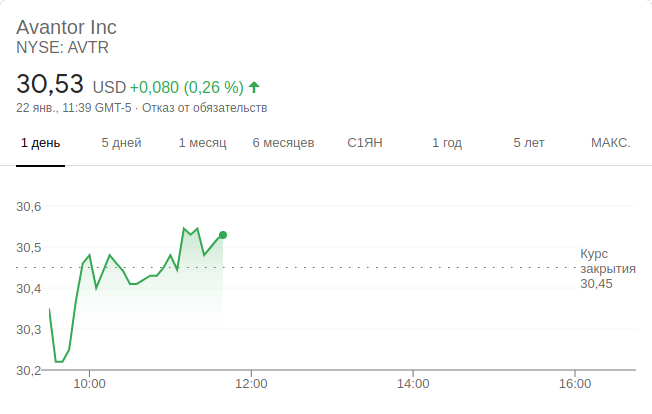 Avantor Inc
NYSE: AVTR
30,53 USD +0,080 (0,26 %)
22 янв., 11:39 GMT-5 · Отказ от обязательств
1 день 5 дней 1 месяц 6 месяцев С1ЯН 1 год 5 лет МАКС.
30,6
30,5
30,4
30,3
30,2
Курс
закрытия
30,45
10:00 12:00 14:00 16:00